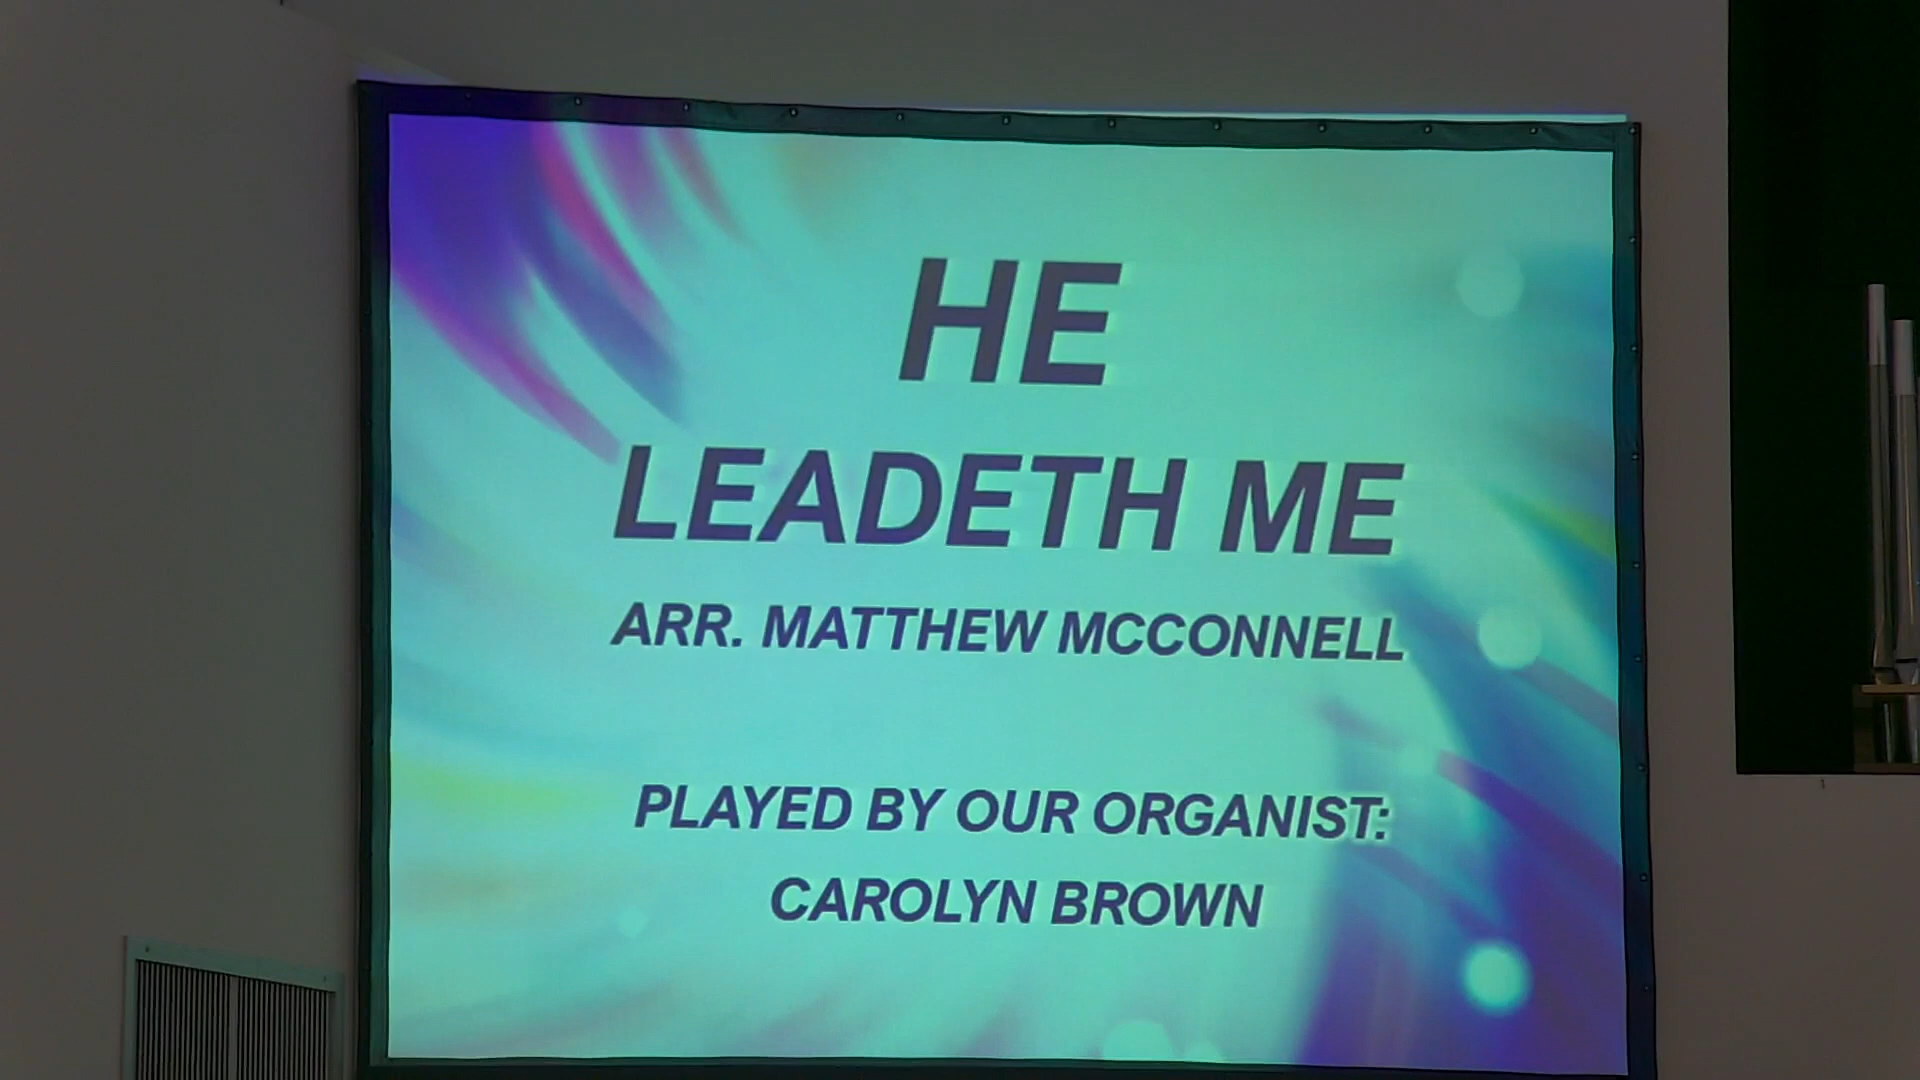 HE
LEADETH ME
ARR. MATTHEW MCCONNELL
PLAYED BY OUR ORGANIST:
CAROLYN BROWN